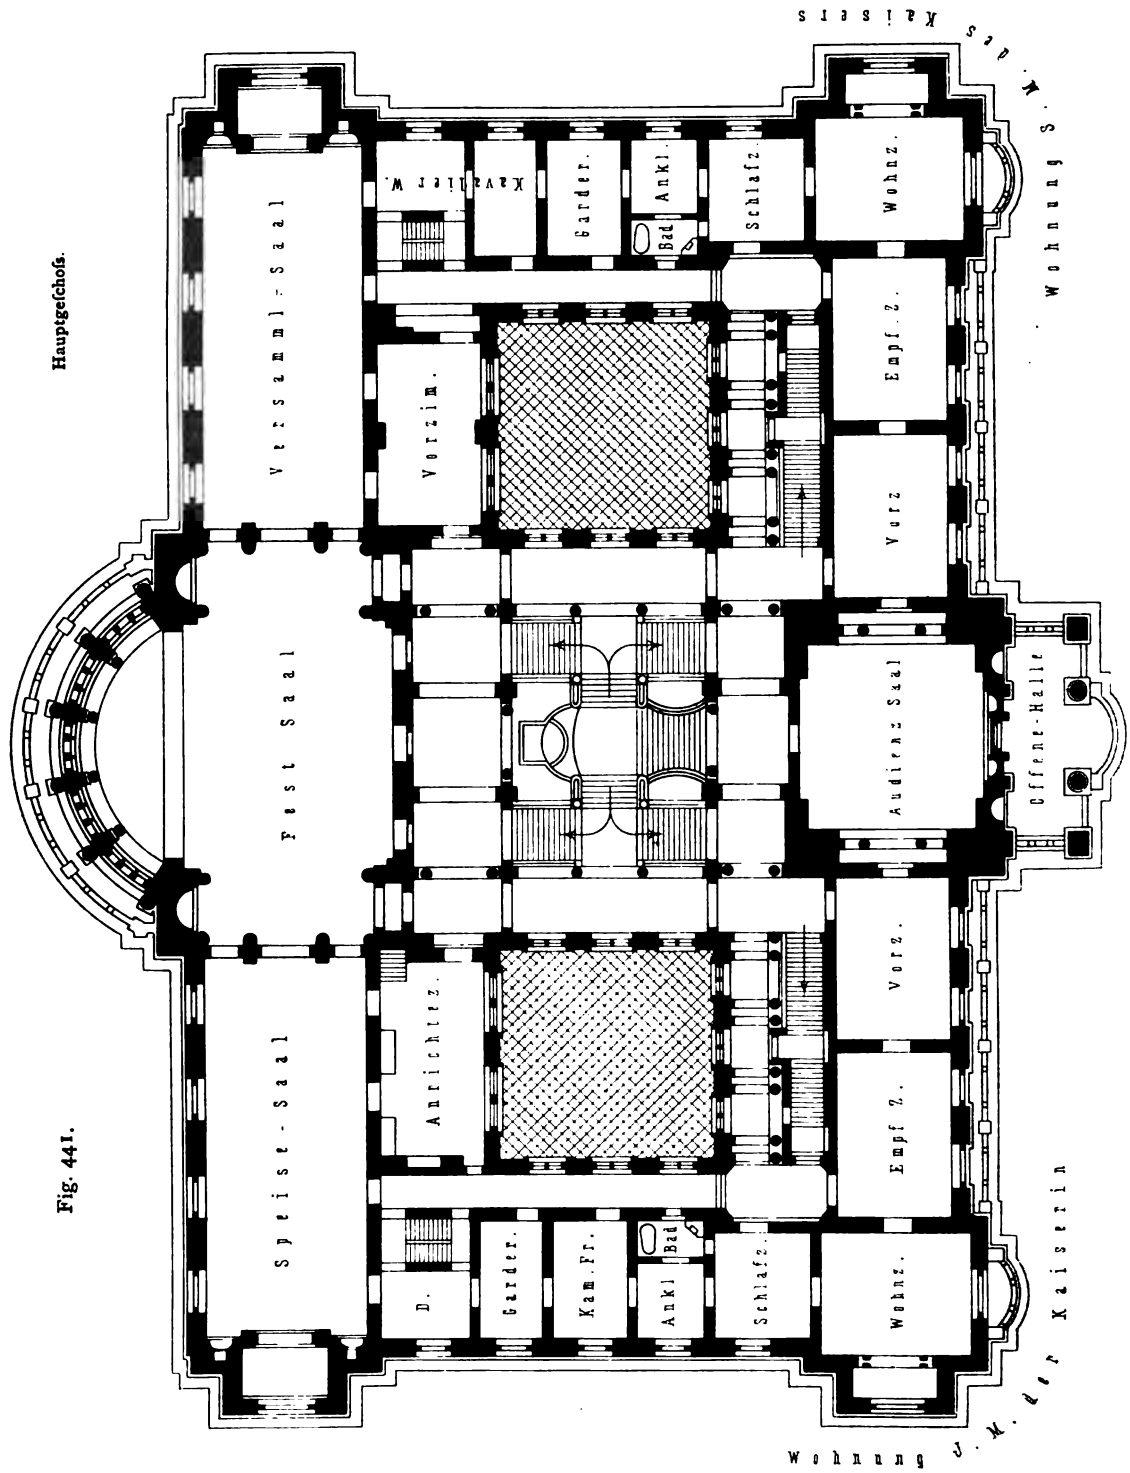 Fig. 441.
Hauptgeſchoſs.
Speise-Saal
Fest Saal
Versamml-Saal
D.
Garder.
Kam.Fr.
Ankl
Bad
Schlafz.
Wohnz.
Anrichtez.
Vorzim.
Kavalier W.
Garder.
Ankl.
Bad
Schlafz.
Wohnz.
Empf Z.
Vorz.
Audienz Saal
Vorz
Empf.Z.
Offene-Halle
Wohnung J.M. der Kaiserin
Wohnung S. M. des Kaisers